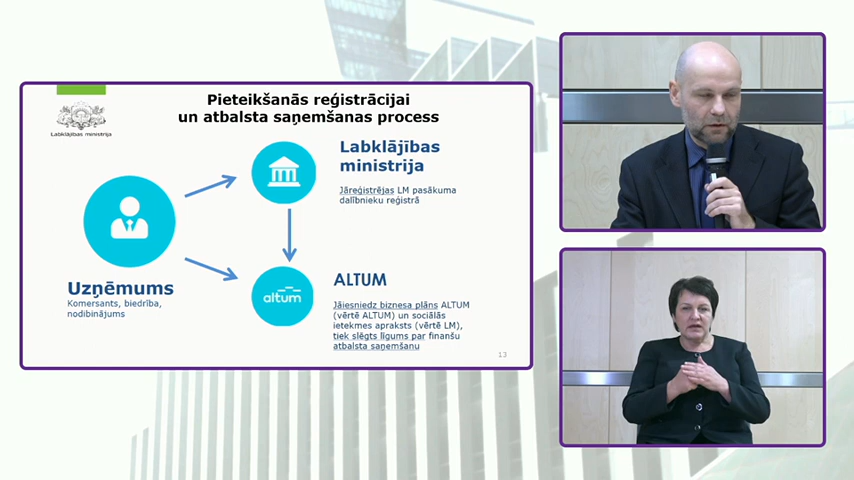 Pieteikšanās reģistrācijai
un atbalsta saņemšanas process
Labklājības ministrija
Labklājības
ministrija
Jāreģistrējas LM pasākuma
dalībnieku reģistrā
Uzņēmums
Komersants, biedrība,
nodibinājums
altum
ALTUM
Jāiesniedz biznesa plāns ALTUM
(vērtē ALTUM) un sociālās
ietekmes apraksts (vērtē LM),
tiek slēgts līgums par finanšu
atbalsta saņemšanu
13